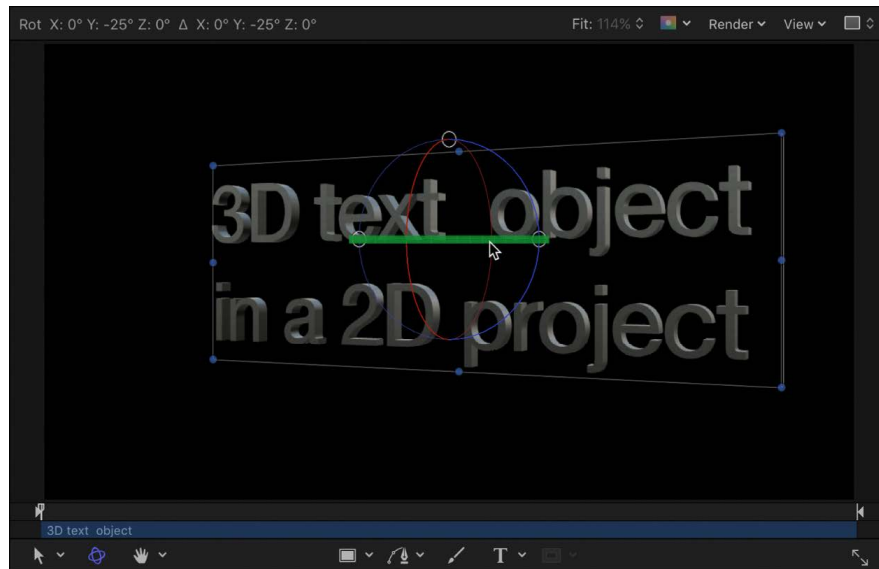 Rot X: 0° Y: -25° Z: 0° Δ X: 0° Y: -25° Z: 0° Fit: 114% Render View
3D text object
in a 2D project
3D text object
T